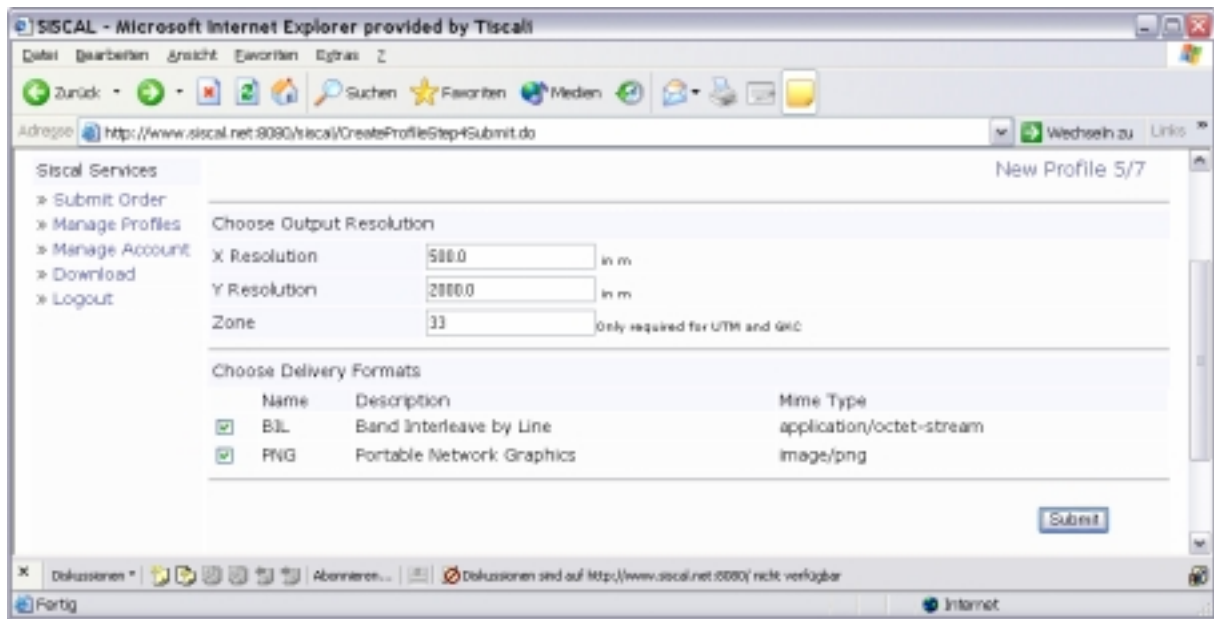 SISCAL - Microsoft Internet Explorer provided by Tiscali
Datei Bearbeiten Ansicht Favoriten Extras ?
Zurück Suchen Favoriten Medien
Adresse http://www.siscal.net:8080/siscal/CreateProfileStep4Submit.do Wechseln zu Links »
Siscal Services
» Submit Order
» Manage Profiles
» Manage Account
» Download
» Logout
New Profile 5/7
Choose Output Resolution
X Resolution 500.0 in m
Y Resolution 2000.0 in m
Zone 33 Only required for UTM and GKC
Choose Delivery Formats
Name Description Mime Type
BIL Band Interleave by Line application/octet-stream
PNG Portable Network Graphics image/png
Submit
Diskussionen Abonnieren... Diskussionen sind auf http://www.siscal.net:8080/ nicht verfügbar
Fertig Internet